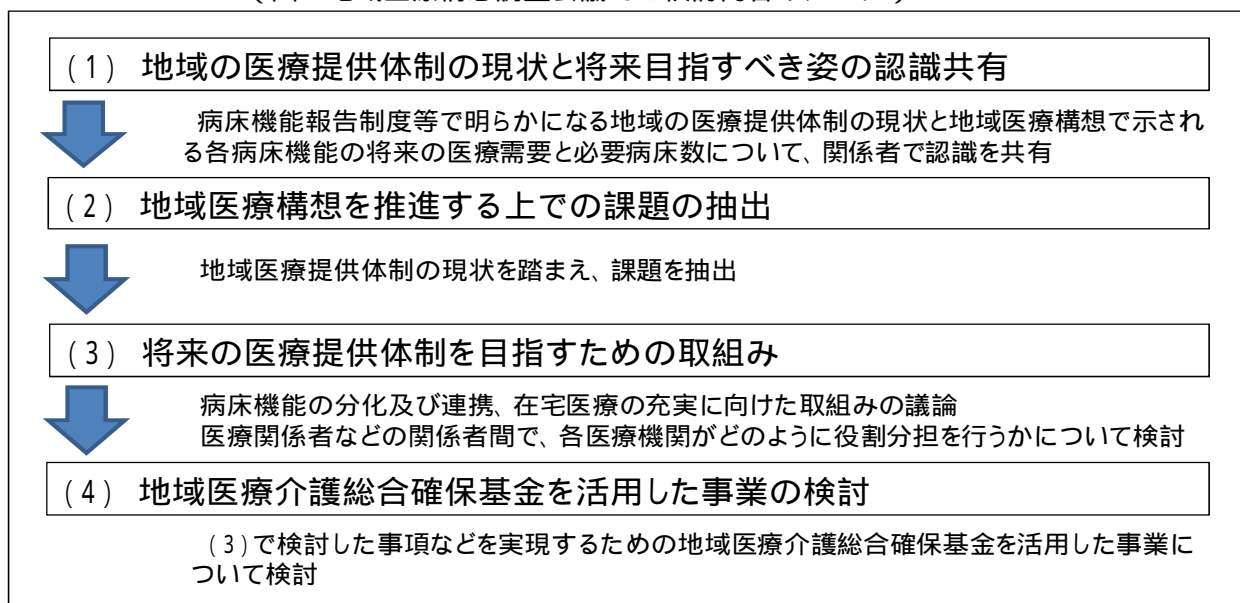 (1) 地域の医療提供体制の現状と将来目指すべき姿の認識共有
病床機能報告制度等で明らかになる地域の医療提供体制の現状と地域医療構想で示され
る各病床機能の将来の医療需要と必要病床数について、関係者で認識を共有
(2) 地域医療構想を推進する上での課題の抽出
地域医療提供体制の現状を踏まえ、課題を抽出
(3) 将来の医療提供体制を目指すための取組み
病床機能の分化及び連携、在宅医療の充実に向けた取組みの議論
医療関係者などの関係者間で、各医療機関がどのように役割分担を行うかについて検討
(4) 地域医療介護総合確保基金を活用した事業の検討
(3)で検討した事項などを実現するための地域医療介護総合確保基金を活用した事業に
ついて検討